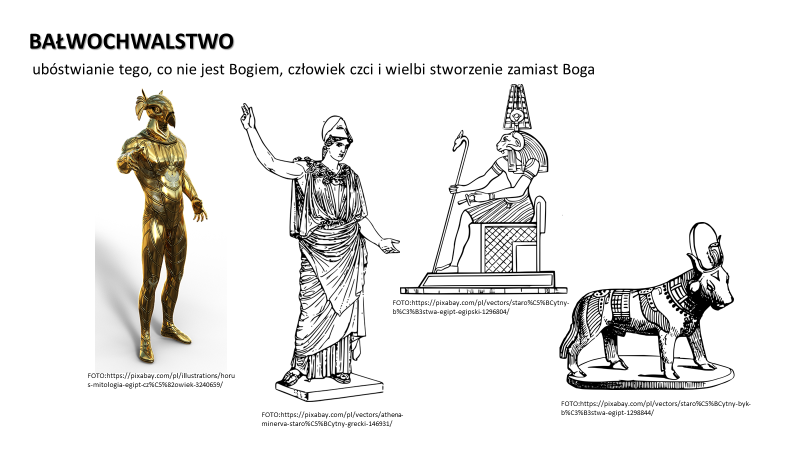 BAŁWOCHWALSTWO
ubóstwianie tego, co nie jest Bogiem, człowiek czci i wielbi stworzenie zamiast Boga
FOTO:https://pixabay.com/pl/vectors/staro%C5%BCytny-
b%C3%B3stwa-egipt-egipski-1296804/
FOTO:https://pixabay.com/pl/illustrations/horu
s-mitologia-egipt-cz%C5%82owiek-3240659/
FOTO:https://pixabay.com/pl/vectors/athena-
minerva-staro%C5%BCytny-grecki-146931/
FOTO:https://pixabay.com/pl/vectors/staro%C5%BCytny-byk-
b%C3%B3stwa-egipt-1298844/